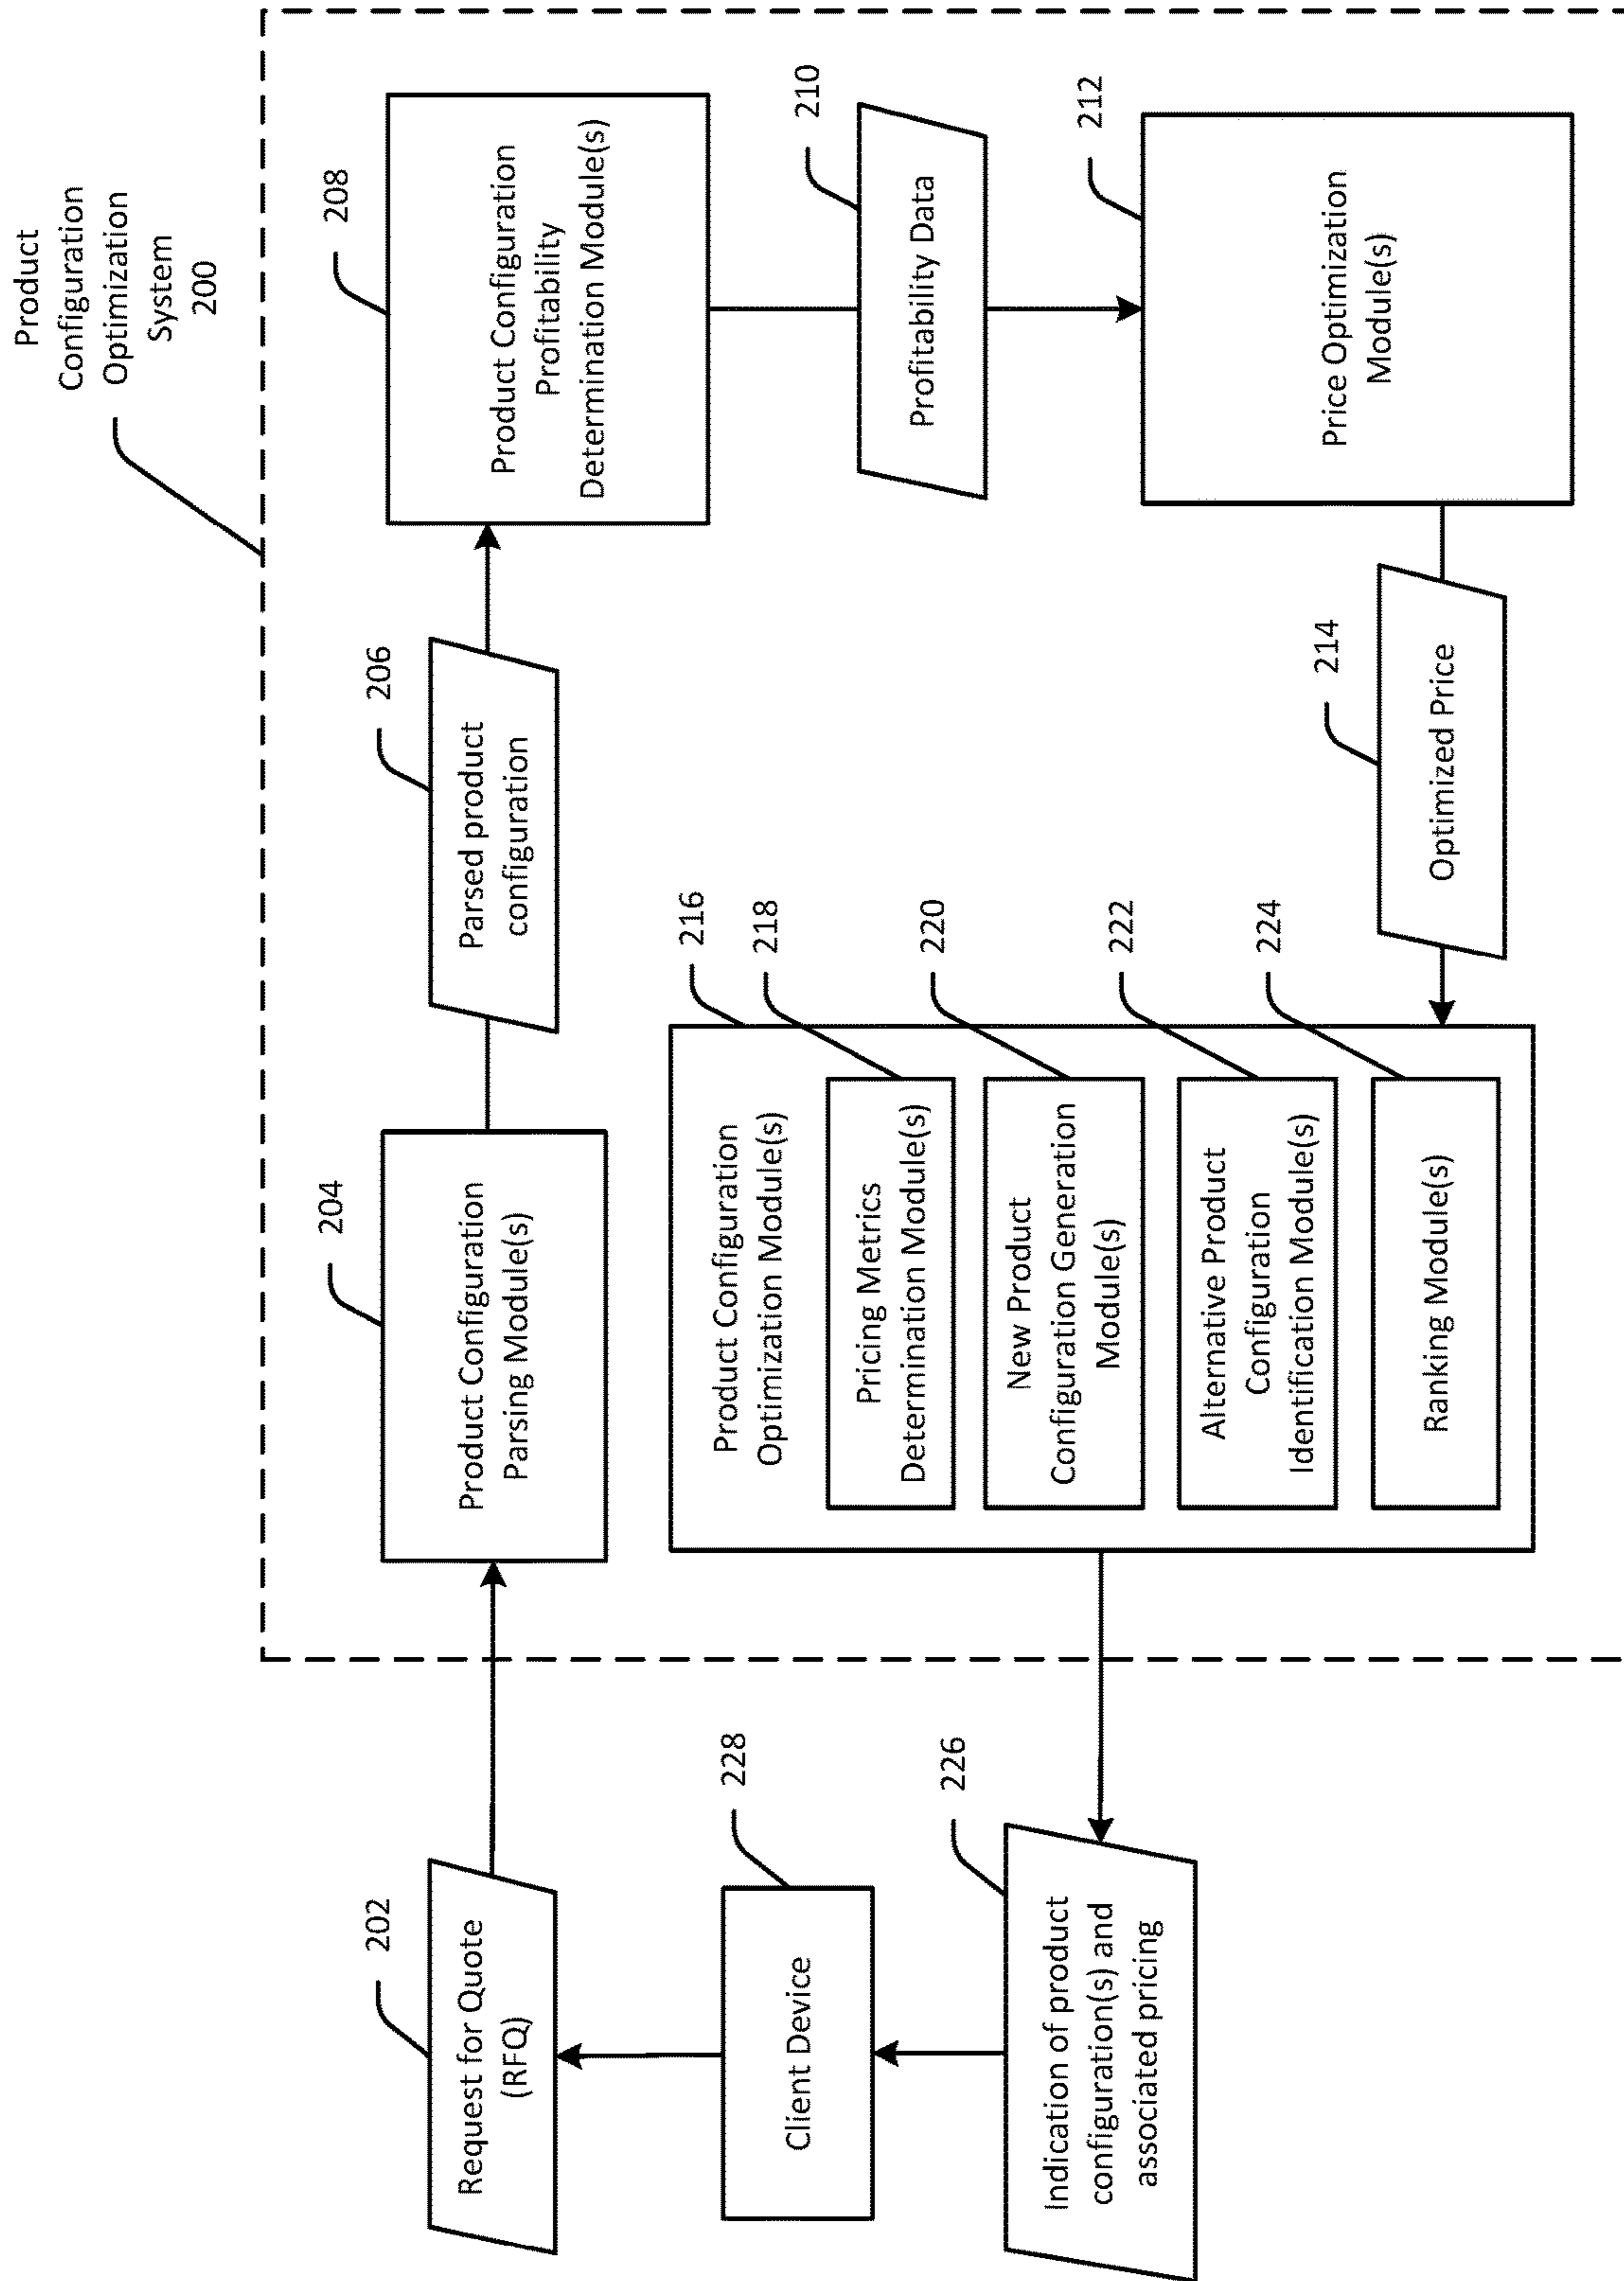 Product
Configuration
Optimization
System
200
202
Request for Quote
(RFQ)
204
Product Configuration
Parsing Module(s)
206
Parsed product
configuration
208
Product Configuration
Profitability
Determination Module(s)
210
Profitability Data
212
Price Optimization
Module(s)
214
Optimized Price
216
Product Configuration
Optimization Module(s)
218
Pricing Metrics
Determination Module(s)
220
New Product
Configuration Generation
Module(s)
222
Alternative Product
Configuration
Identification Module(s)
224
Ranking Module(s)
226
Indication of product
configuration(s) and
associated pricing
228
Client Device